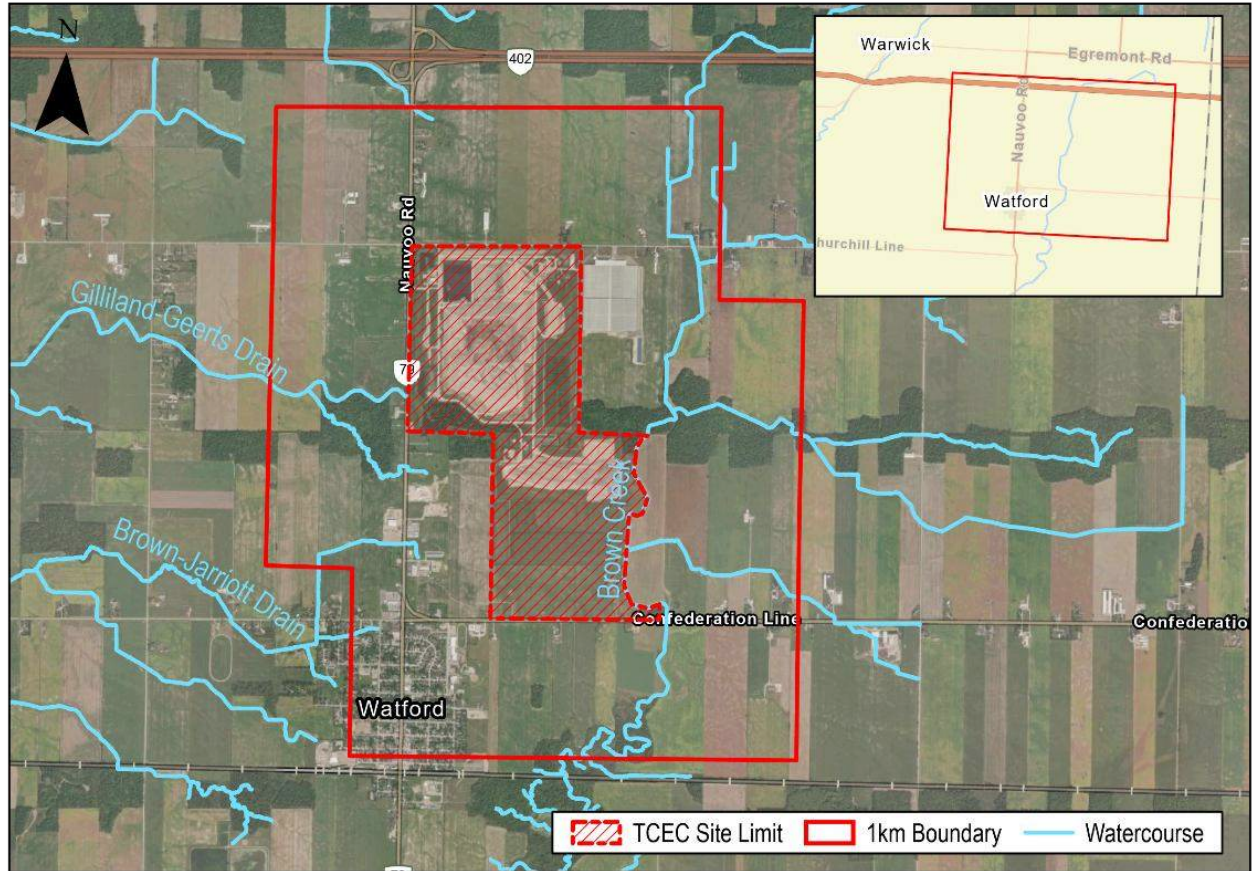 N
402
Warwick
Egremont Rd
Nauvoo Rd
Watford
hurchill Line
Nauvoo Rd
Gilliland-Geerts Drain
79
Brown Creek
Brown-Jarriott Drain
Confederation Line
Confederatio
Watford
TCEC Site Limit
1km Boundary
Watercourse